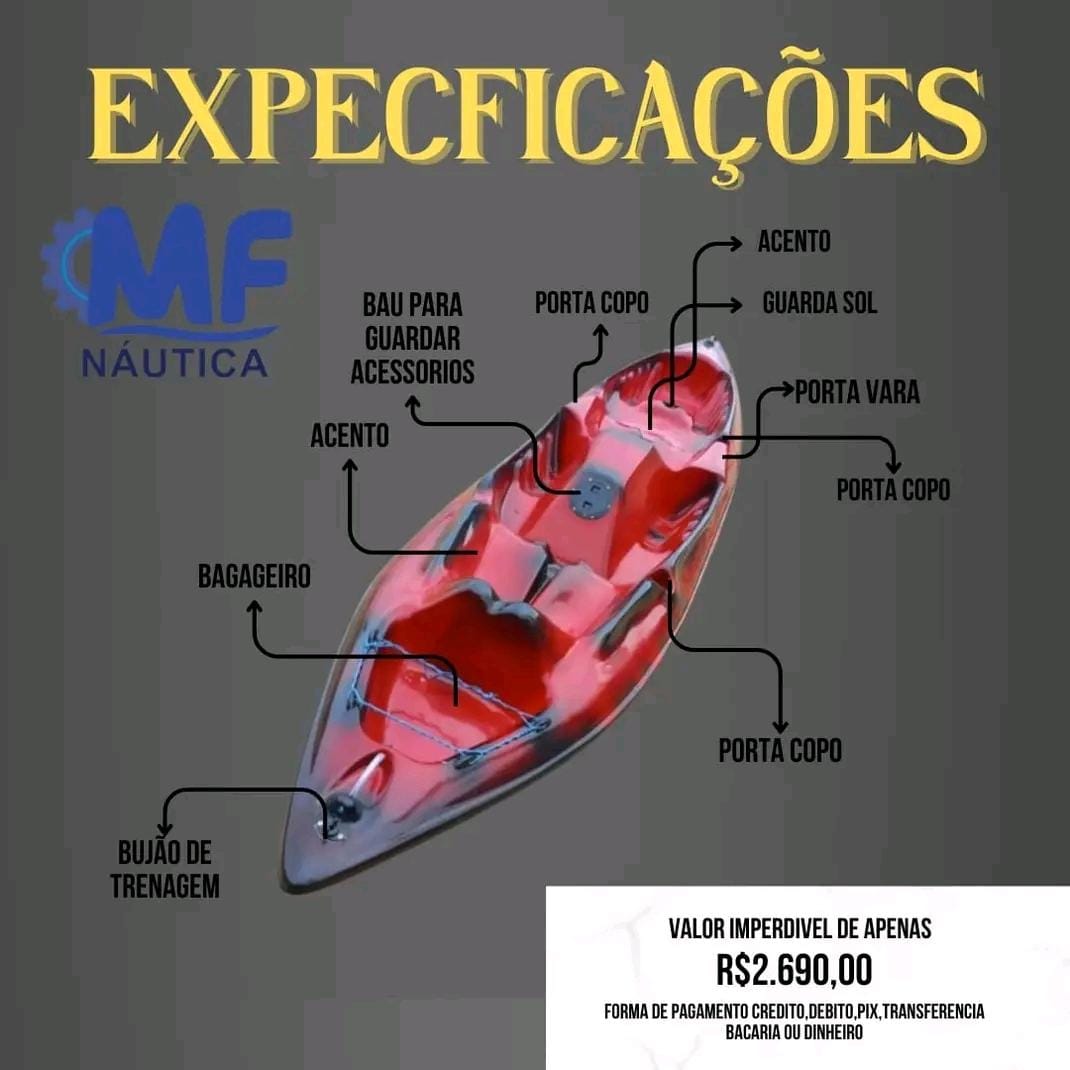 EXPECFICAÇÕES
MF
NÁUTICA
ACENTO
GUARDA SOL
PORTA COPO
BAU PARA
GUARDAR
ACESSORIOS
PORTA VARA
ACENTO
PORTA COPO
BAGAGEIRO
PORTA COPO
BUJÃO DE
TRENAGEM
VALOR IMPERDIVEL DE APENAS
R$2.690,00
FORMA DE PAGAMENTO CREDITO,DEBITO,PIX,TRANSFERENCIA
BACARIA OU DINHEIRO